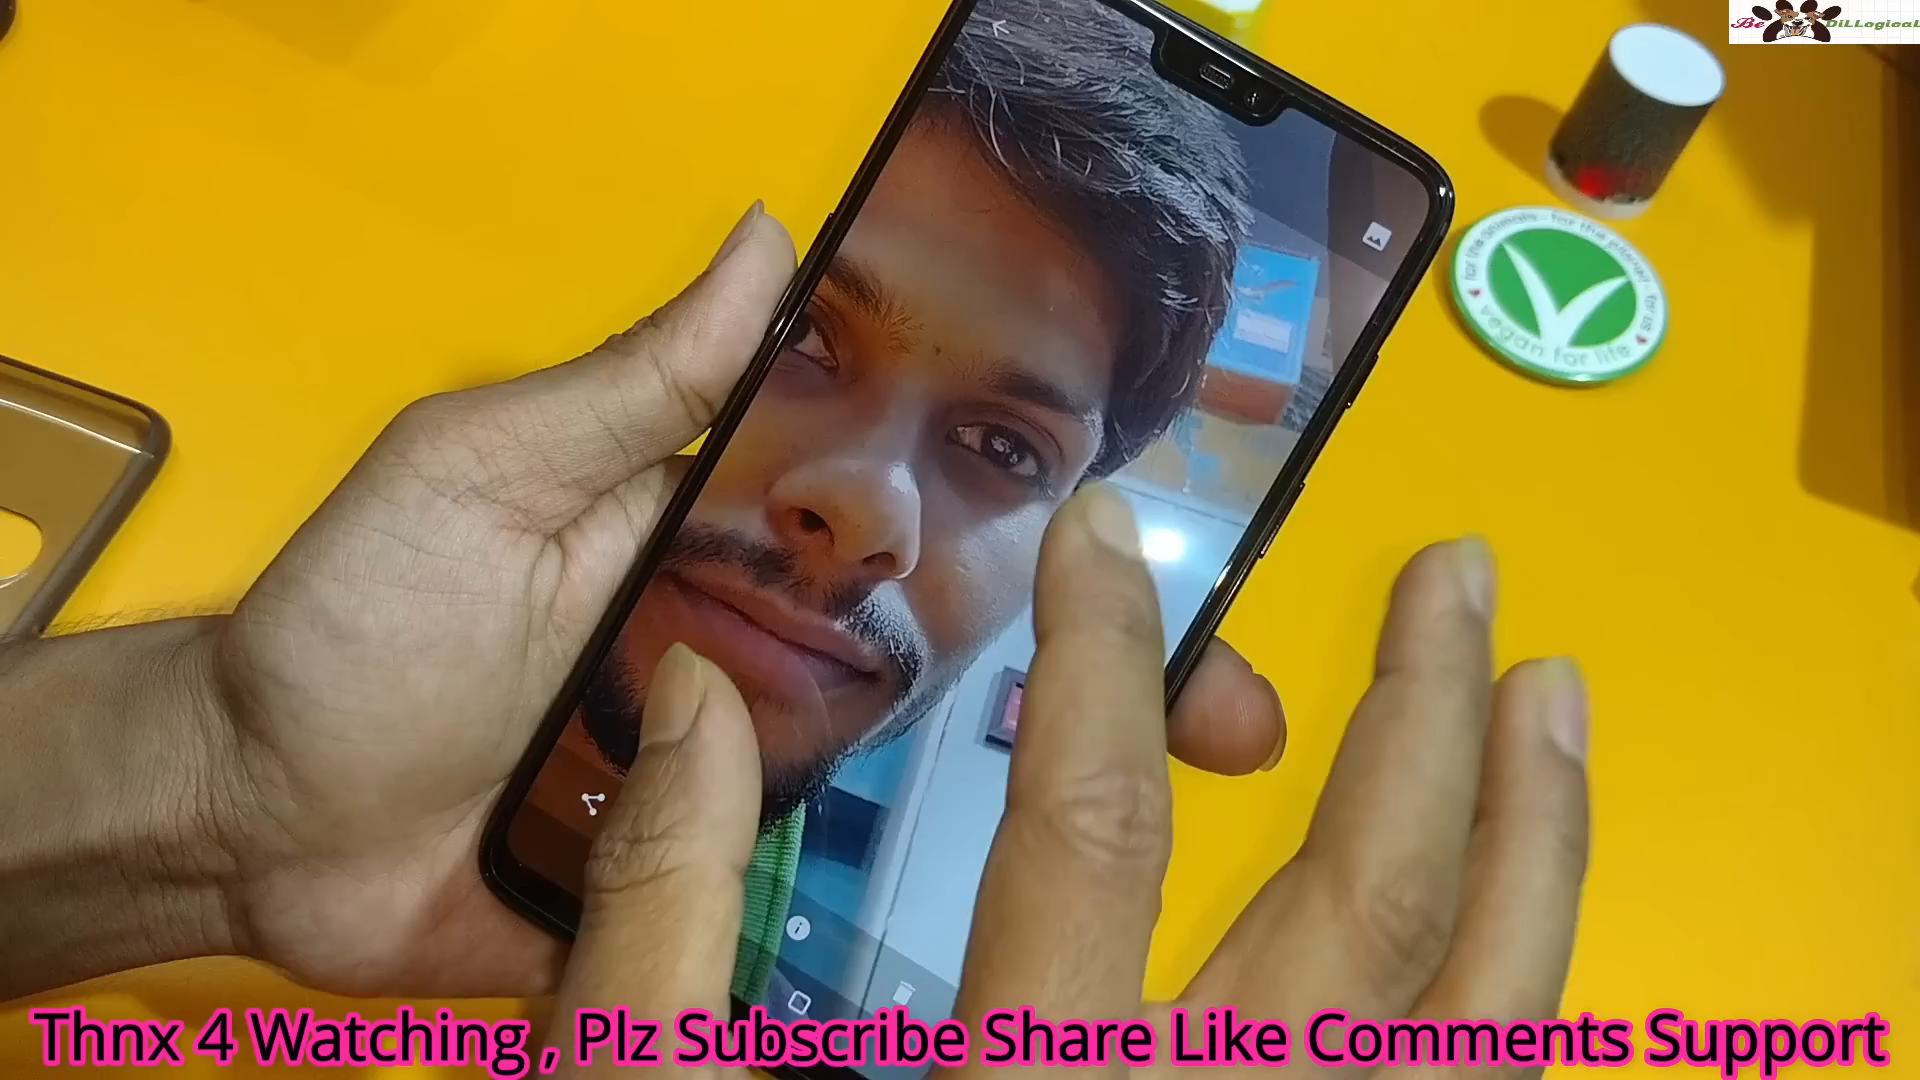 Be DiLLogical
for the animals - for the planet - for us
vegan for life
Thnx 4 Watching , Plz Subscribe Share Like Comments Support